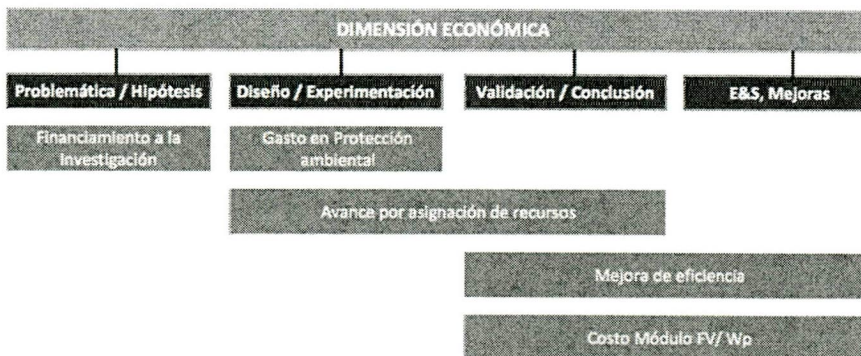 DIMENSIÓN ECONÓMICA
Problemática / Hipótesis
Diseño / Experimentación
Validación / Conclusión
E&S, Mejoras
Financiamiento a la
Investigación
Gasto en Protección
ambiental
Avance por asignación de recursos
Mejora de eficiencia
Costo Módulo FV/ Wp